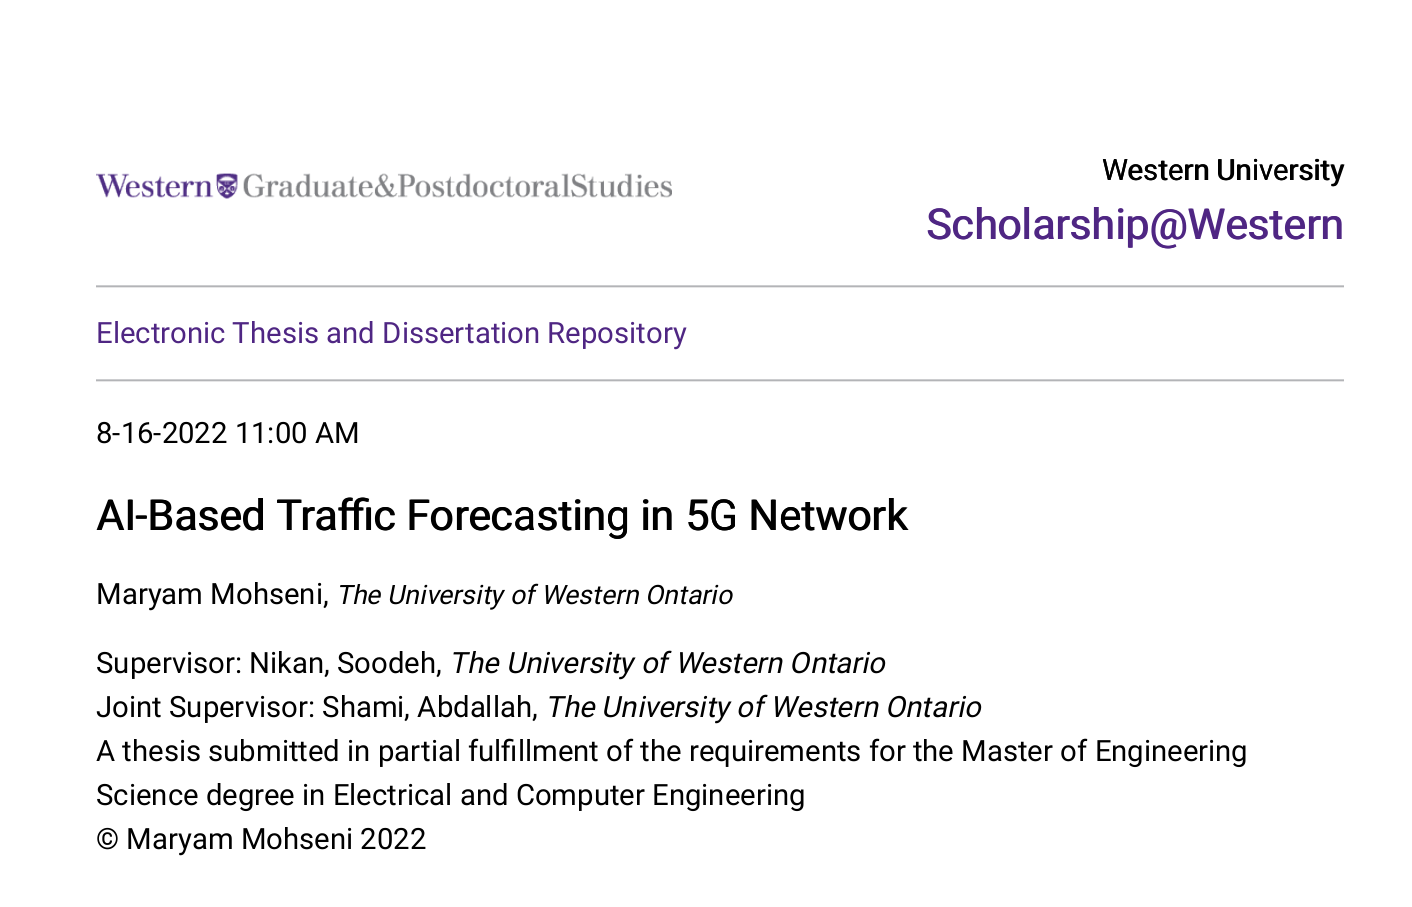 Western Graduate&PostdoctoralStudies
Western University
Scholarship@Western
Electronic Thesis and Dissertation Repository
8-16-2022 11:00 AM
AI-Based Traffic Forecasting in 5G Network
Maryam Mohseni, The University of Western Ontario
Supervisor: Nikan, Soodeh, The University of Western Ontario
Joint Supervisor: Shami, Abdallah, The University of Western Ontario
A thesis submitted in partial fulfillment of the requirements for the Master of Engineering
Science degree in Electrical and Computer Engineering
© Maryam Mohseni 2022